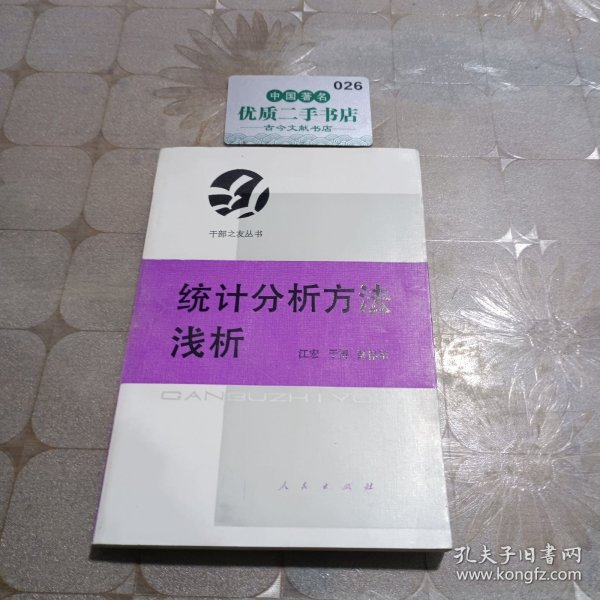 026
中国著名
优质二手书店
古今文献书店
干部之友丛书
统计分析方法
浅析
江宏
GANBUZHIYOU
人民出版社
孔夫子旧书网
www.kongfz.com